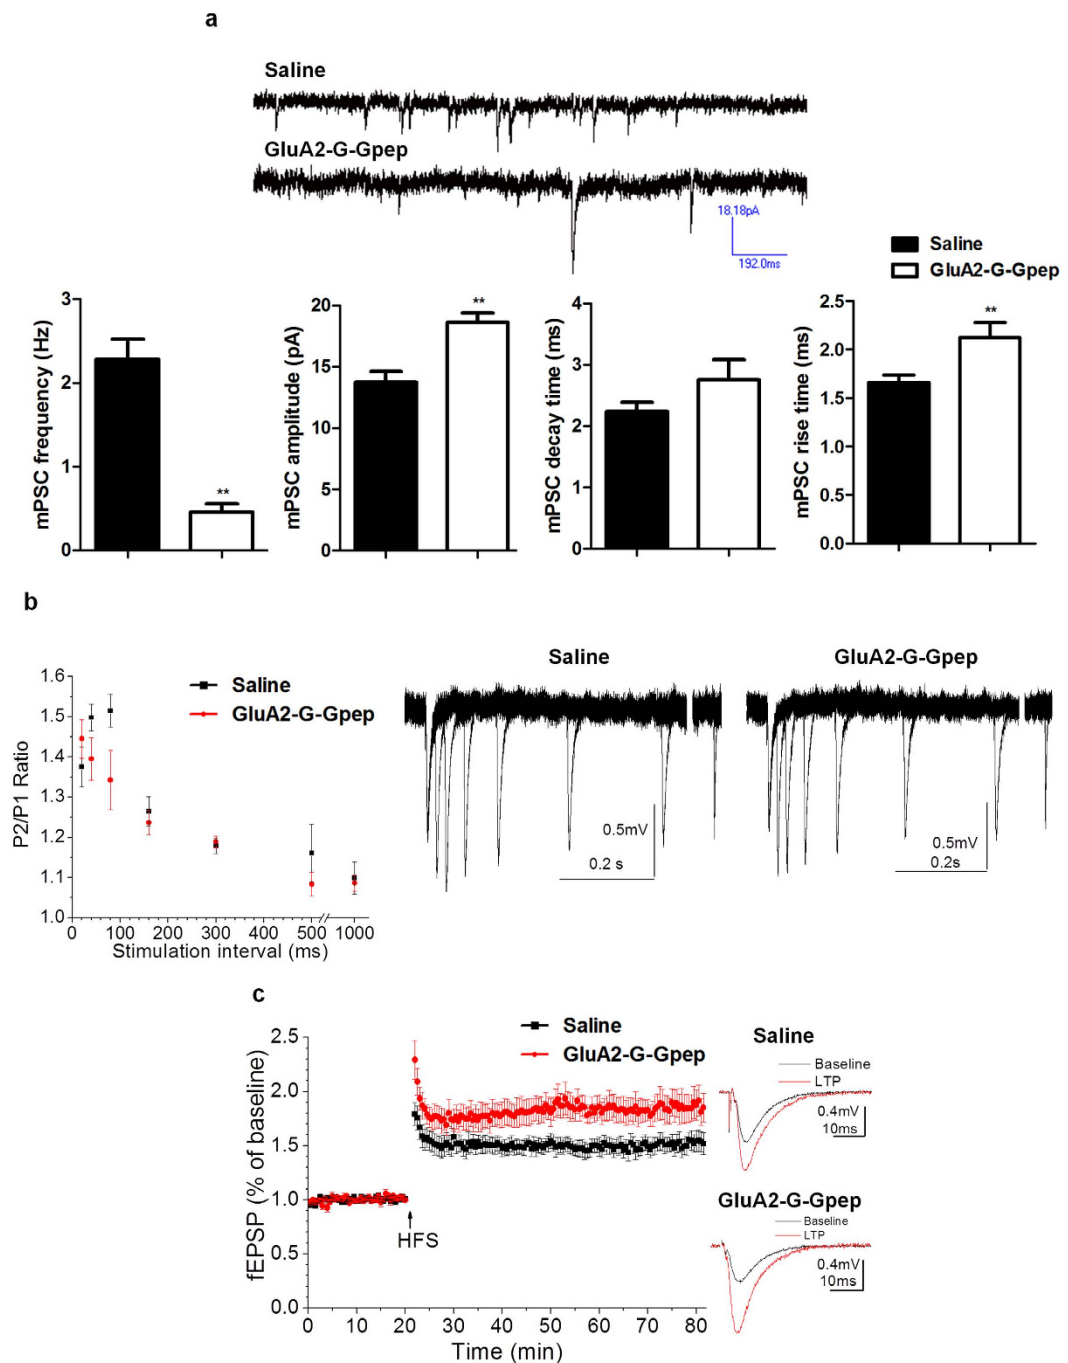 a
Saline
GluA2-G-Gpep
18.18pA
192.0ms
Saline
GluA2-G-Gpep
mPSC frequency (Hz)
3
2
1
0
**
mPSC amplitude (pA)
20
15
10
5
0
**
mPSC decay time (ms)
4
3
2
1
0
mPSC rise time (ms)
2.5
2.0
1.5
1.0
0.5
0.0
**
b
P2/P1 Ratio
1.6
1.5
1.4
1.3
1.2
1.1
1.0
Saline
GluA2-G-Gpep
0 100 200 300 400 500 1000
Stimulation interval (ms)
Saline
0.5mV
0.2 s
GluA2-G-Gpep
0.5mV
0.2s
c
fEPSP (% of baseline)
2.5
2.0
1.5
1.0
0.5
0.0
Saline
GluA2-G-Gpep
HFS
0 10 20 30 40 50 60 70 80
Time (min)
Saline
Baseline
LTP
0.4mV
10ms
GluA2-G-Gpep
Baseline
LTP
0.4mV
10ms